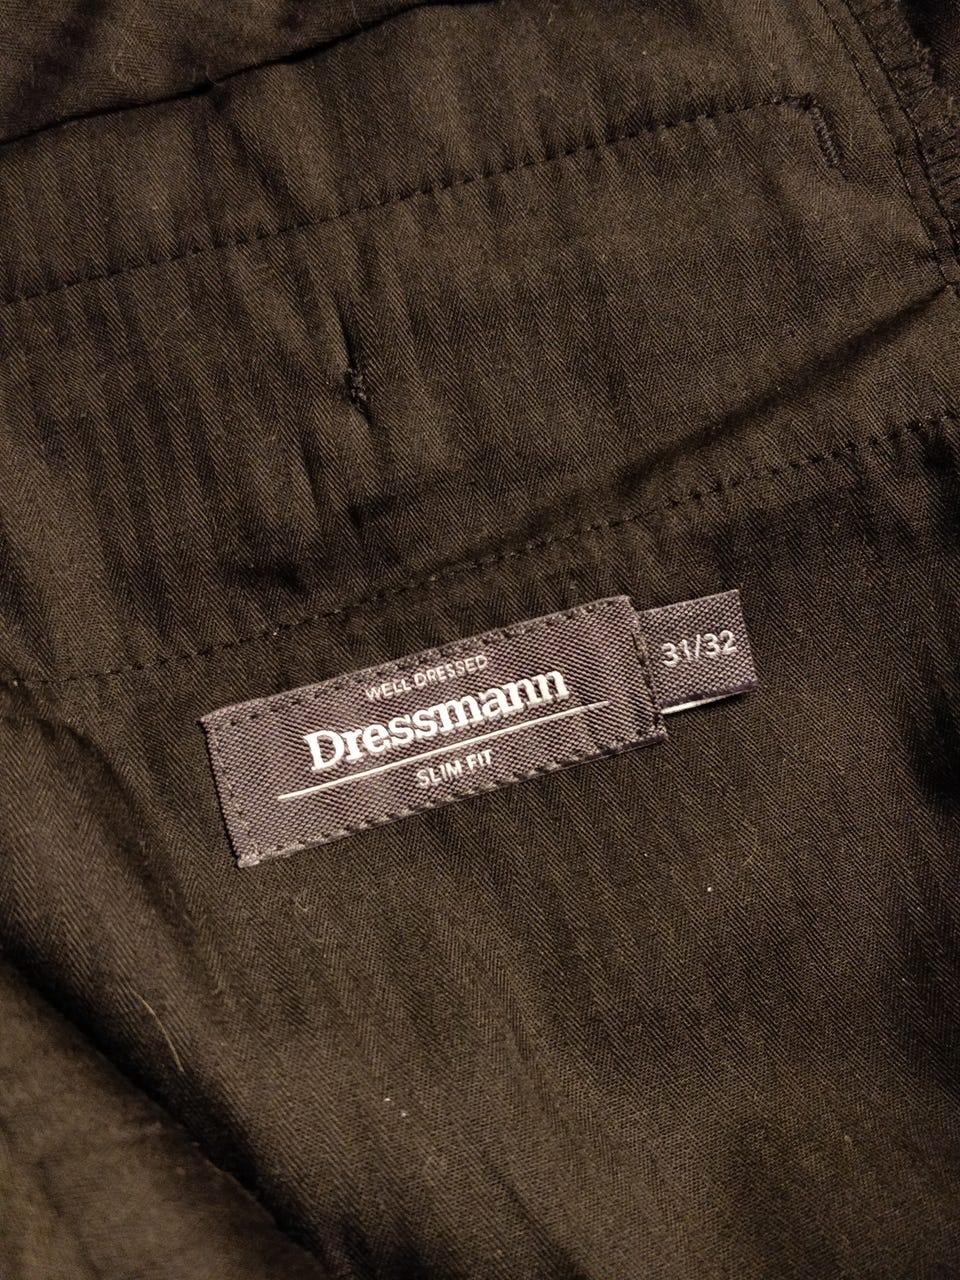 WELL DRESSED
Dressmann
SLIM FIT
31/32